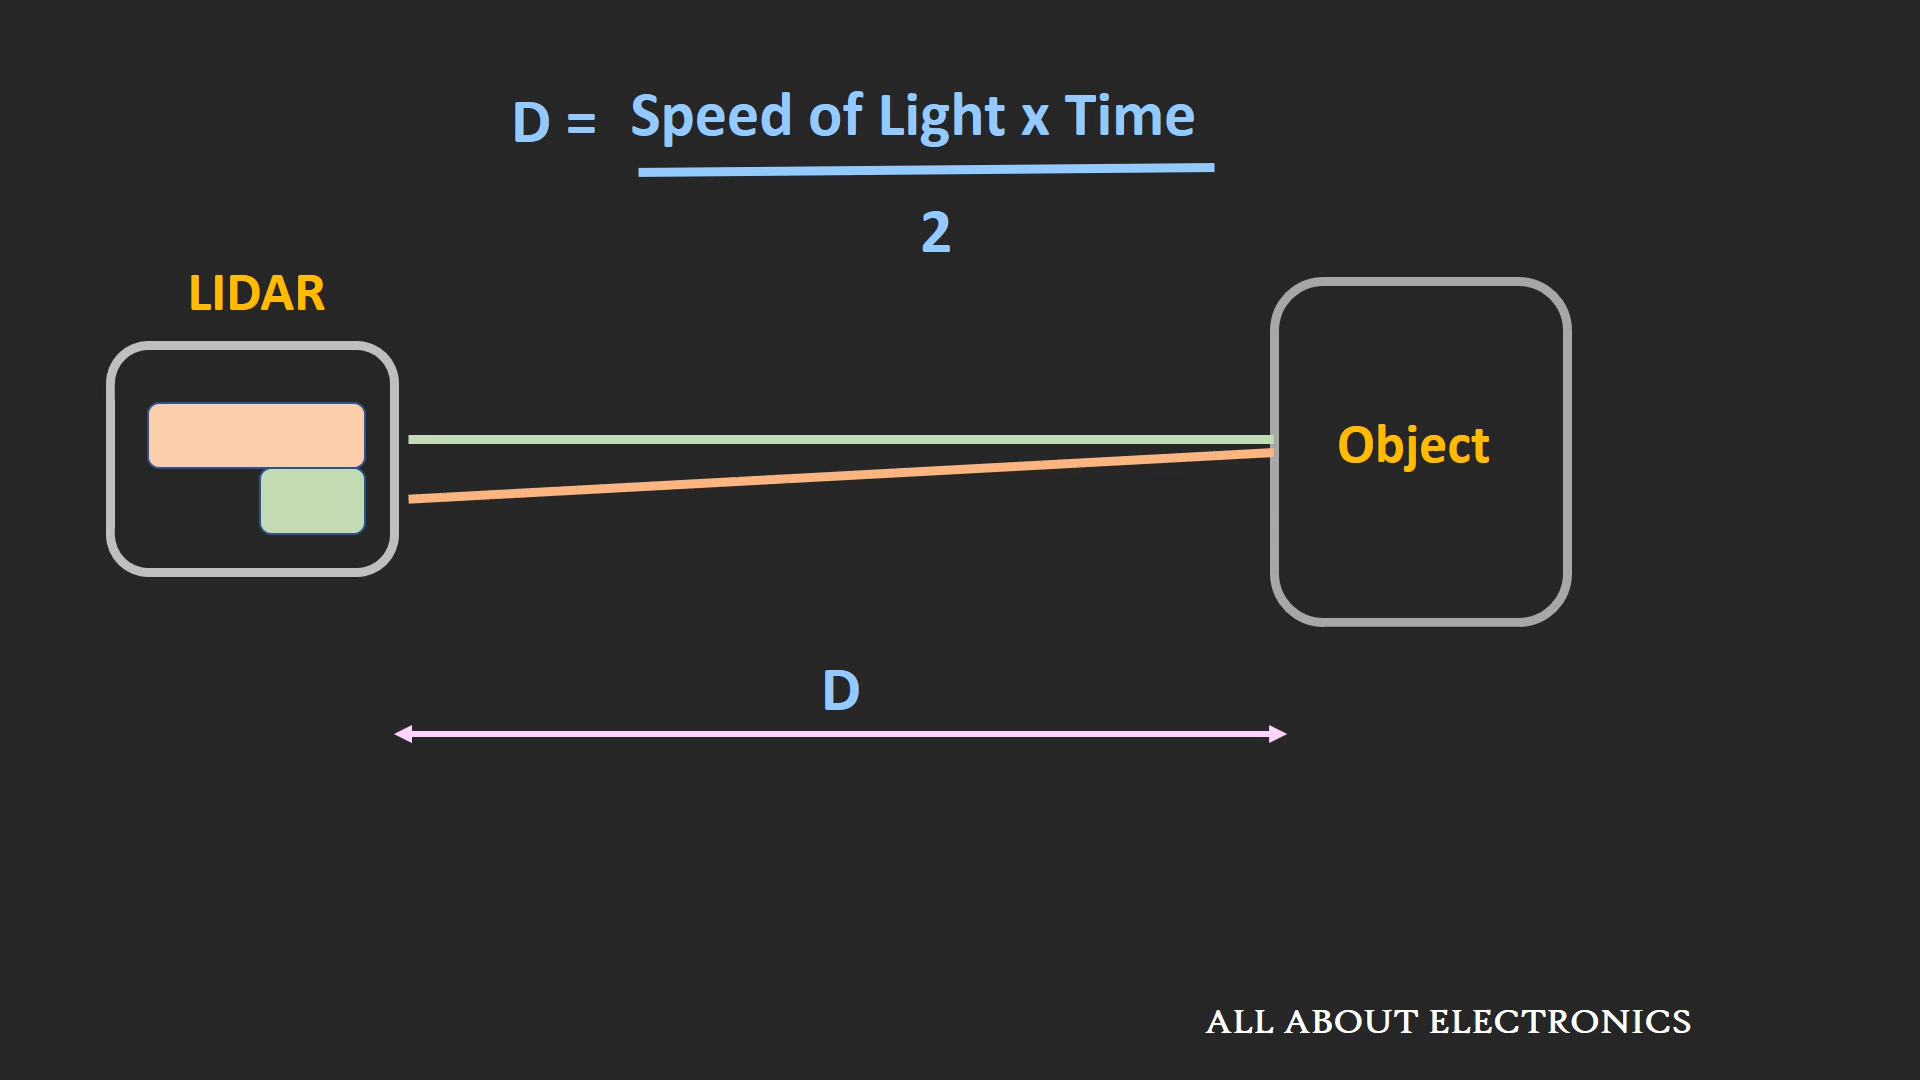 D = Speed of Light x Time
2
LIDAR
Object
D
ALL ABOUT ELECTRONICS